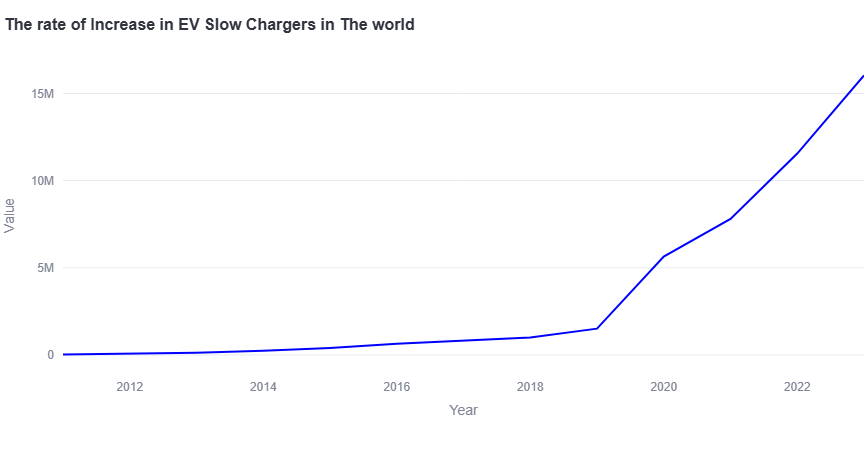 The rate of Increase in EV Slow Chargers in The world
15M
10M
5M
0
Value
2012
2014
2016
2018
2020
2022
Year